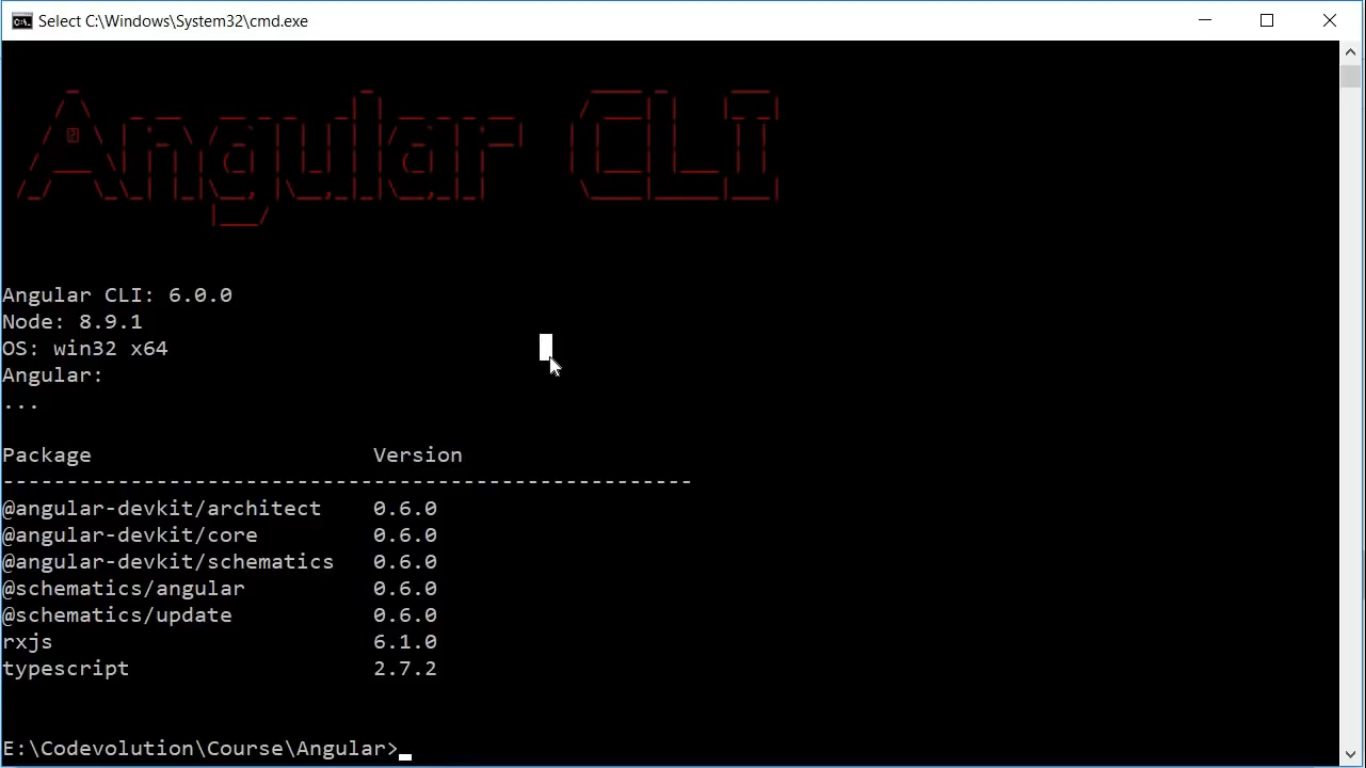 Select C:\Windows\System32\cmd.exe
Angular CLI
Angular CLI: 6.0.0
Node: 8.9.1
OS: win32 x64
Angular:
...
Package Version
------------------------------------------------------
@angular-devkit/architect 0.6.0
@angular-devkit/core 0.6.0
@angular-devkit/schematics 0.6.0
@schematics/angular 0.6.0
@schematics/update 0.6.0
rxjs 6.1.0
typescript 2.7.2
E:\Codevolution\Course\Angular>